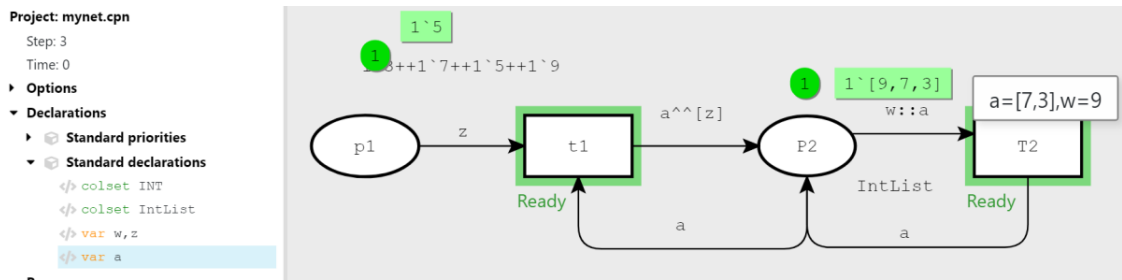 Project: mynet.cpn
Step: 3
Time: 0
Options
Declarations
Standard priorities
Standard declarations
</> colset INT
</> colset IntList
</> var w,z
</> var a
1`5
1
3++1`7++1`5++1`9
p1
z
t1
Ready
a^^[z]
1
1`[9,7,3]
w::a
P2
IntList
a=[7,3],w=9
T2
Ready
a
a